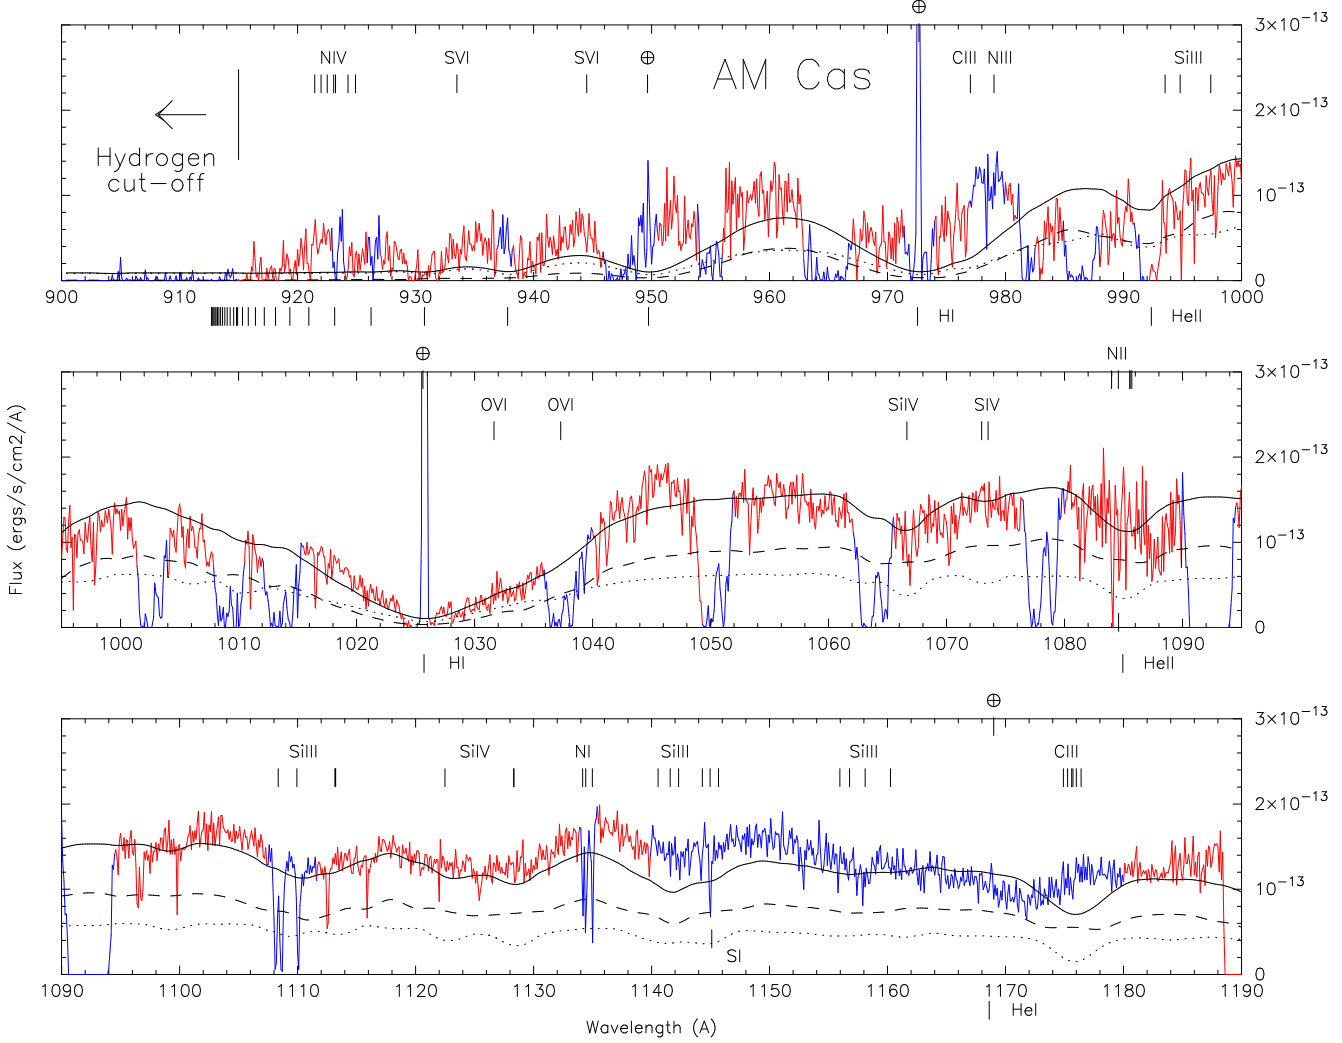 ⊕
3×10⁻¹³
NIV SVI SVI ⊕ AM Cas CIII NIII SiIII
2×10⁻¹³
Hydrogen
cut−off
10⁻¹³
0
900 910 920 930 940 950 960 970 980 990 1000
HI HeII
⊕ NII
3×10⁻¹³
OVI OVI SiIV SIV
2×10⁻¹³
10⁻¹³
0
1000 1010 1020 1030 1040 1050 1060 1070 1080 1090
HI HeII
Flux (ergs/s/cm2/A)
⊕
3×10⁻¹³
SiIII SiIV NI SiIII SiIII CIII
2×10⁻¹³
10⁻¹³
SI
0
1090 1100 1110 1120 1130 1140 1150 1160 1170 1180 1190
HeI
Wavelength (A)